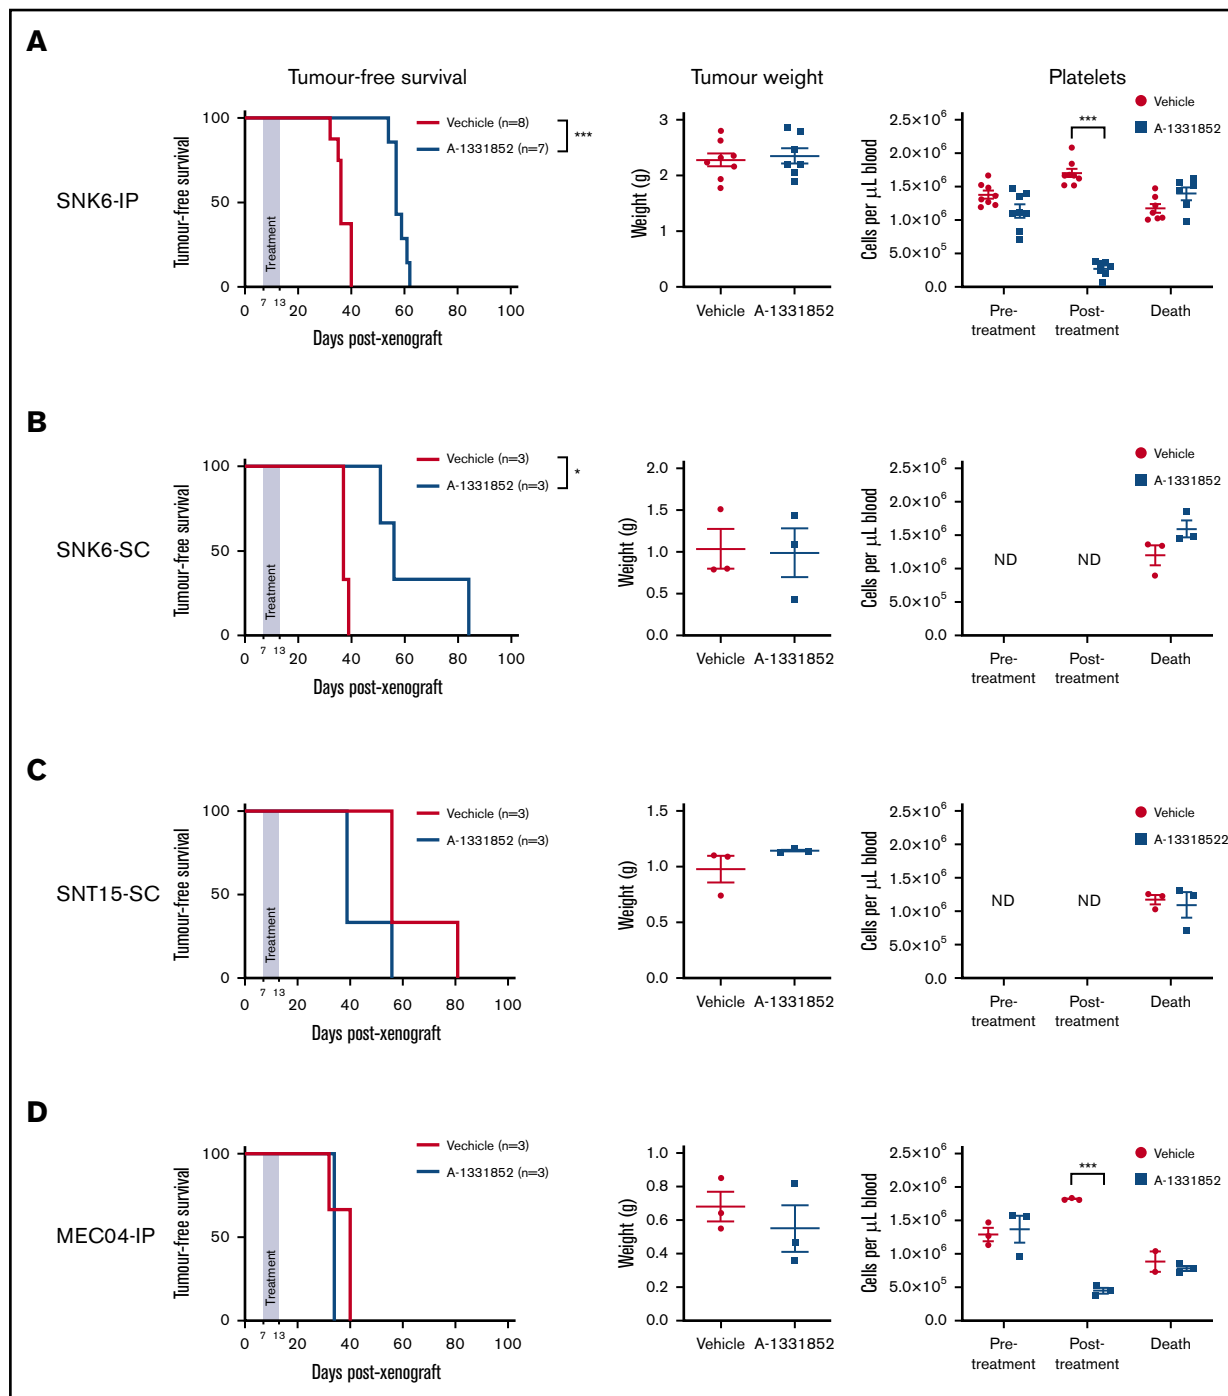 A
Tumour-free survival
Tumour weight
Platelets
SNK6-IP
Tumour-free survival
100
50
0
Treatment
Vechicle (n=8)
A-1331852 (n=7)
***
0 7 13 20 40 60 80 100
Days post-xenograft
Weight (g)
3
2
1
0
Vehicle A-1331852
Cells per μL blood
2.5×10⁶
2.0×10⁶
1.5×10⁶
1.0×10⁶
5.0×10⁵
0.0
***
Vehicle
A-1331852
Pre-treatment
Post-treatment
Death
B
SNK6-SC
Tumour-free survival
100
50
0
Treatment
Vechicle (n=3)
A-1331852 (n=3)
*
0 7 13 20 40 60 80 100
Days post-xenograft
Weight (g)
2.0
1.5
1.0
0.5
0.0
Vehicle A-1331852
Cells per μL blood
2.5×10⁶
2.0×10⁶
1.5×10⁶
1.0×10⁶
5.0×10⁵
0.0
ND
ND
Vehicle
A-1331852
Pre-treatment
Post-treatment
Death
C
SNT15-SC
Tumour-free survival
100
50
0
Treatment
Vechicle (n=3)
A-1331852 (n=3)
0 7 13 20 40 60 80 100
Days post-xenograft
Weight (g)
1.5
1.0
0.5
0.0
Vehicle A-1331852
Cells per μL blood
2.5×10⁶
2.0×10⁶
1.5×10⁶
1.0×10⁶
5.0×10⁵
0.0
ND
ND
Vehicle
A-13318522
Pre-treatment
Post-treatment
Death
D
MEC04-IP
Tumour-free survival
100
50
0
Treatment
Vechicle (n=3)
A-1331852 (n=3)
0 7 13 20 40 60 80 100
Days post-xenograft
Weight (g)
1.0
0.8
0.6
0.4
0.2
0.0
Vehicle A-1331852
Cells per μL blood
2.5×10⁶
2.0×10⁶
1.5×10⁶
1.0×10⁶
5.0×10⁵
0.0
***
Vehicle
A-1331852
Pre-treatment
Post-treatment
Death